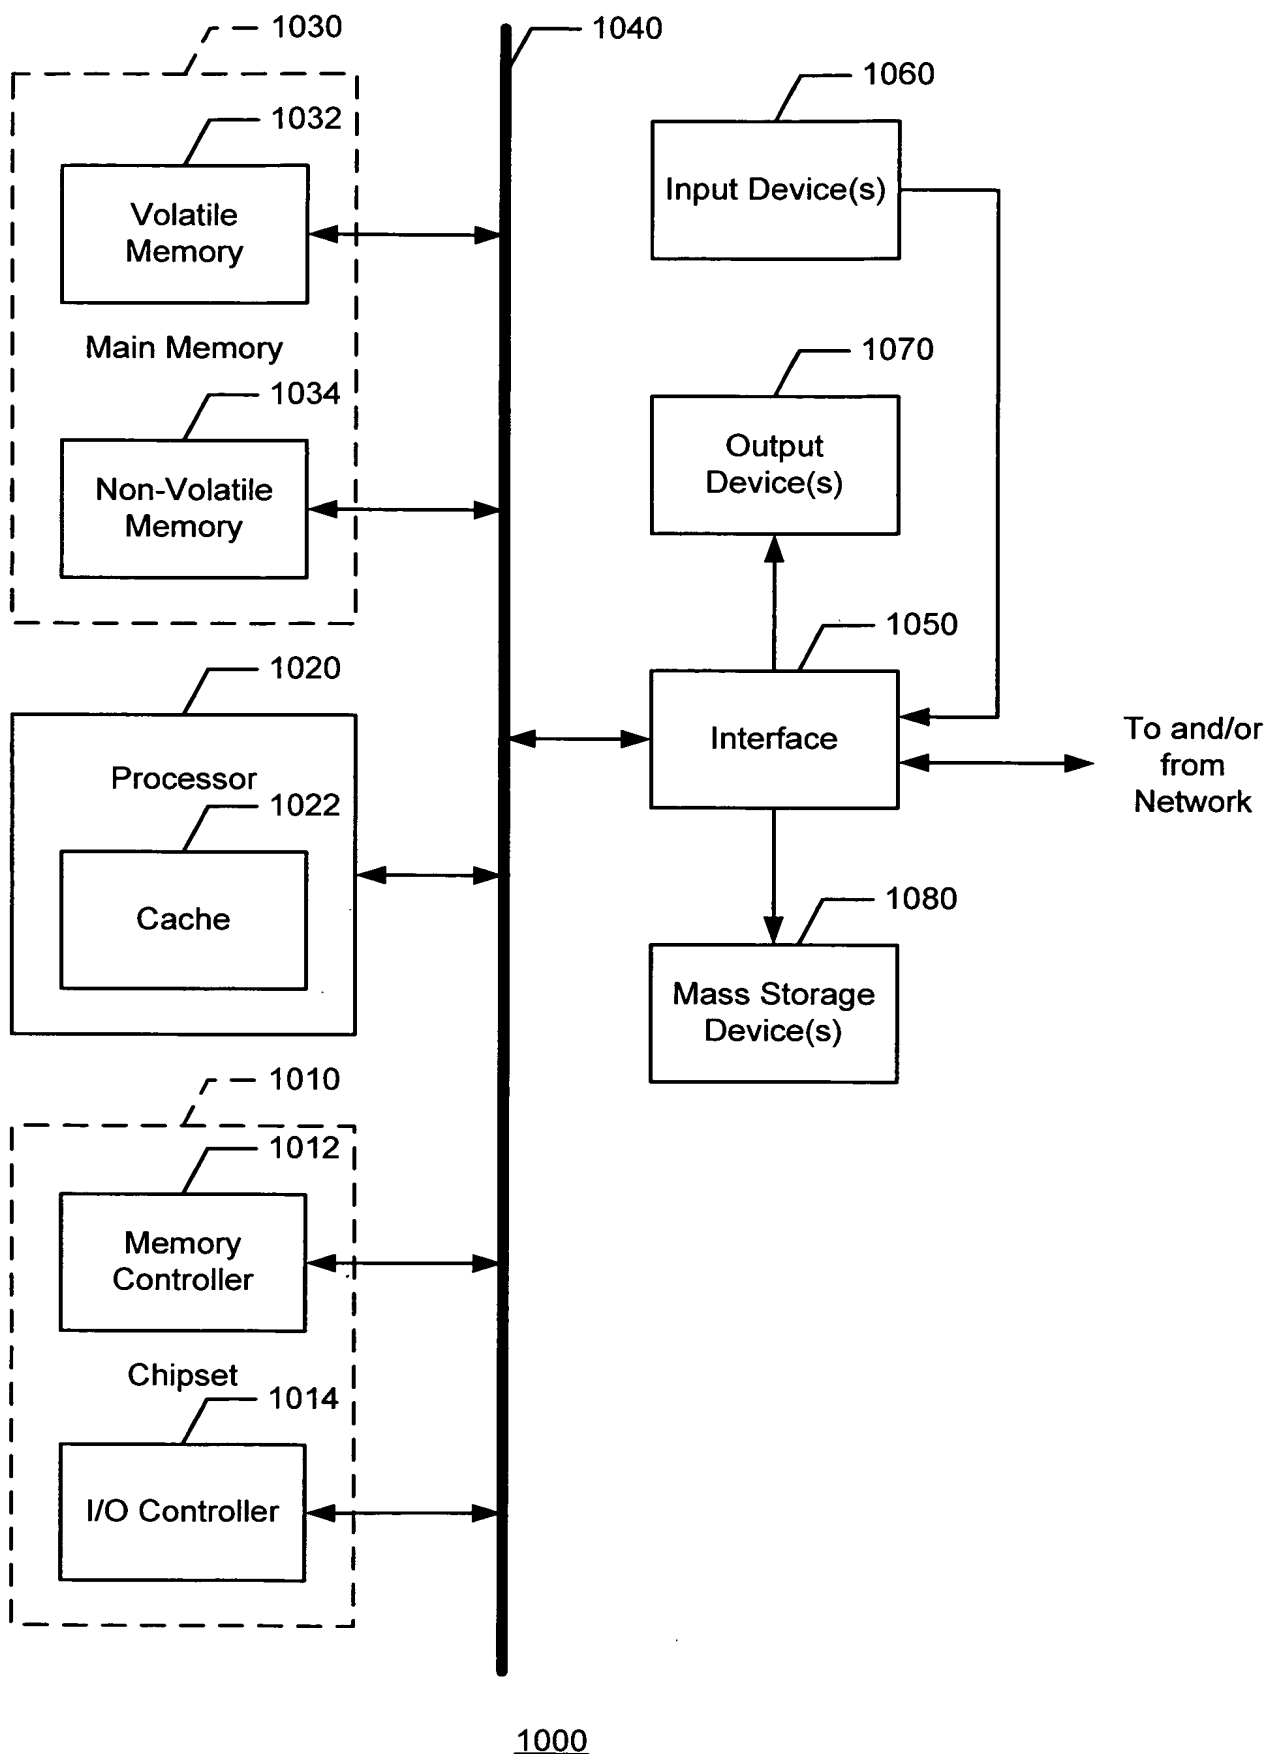 1030
1040
1060
1032
Input Device(s)
Volatile
Memory
Main Memory
1070
1034
Output
Device(s)
Non-Volatile
Memory
1050
1020
Interface
To and/or
from
Network
Processor
1022
Cache
1080
Mass Storage
Device(s)
1010
1012
Memory
Controller
Chipset
1014
I/O Controller
1000